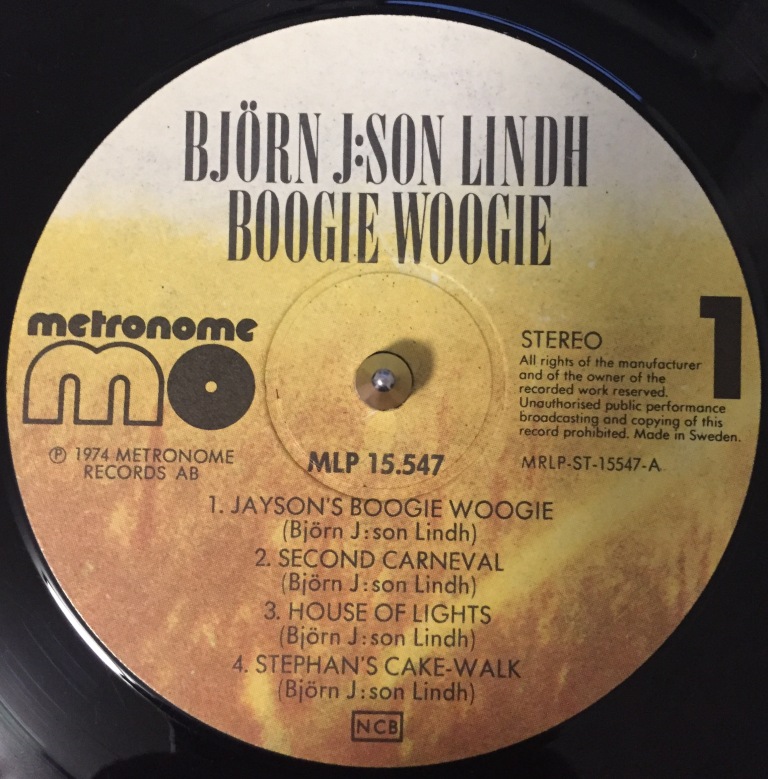 BJÖRN J:SON LINDH
BOOGIE WOOGIE
metronome
mo
℗ 1974 METRONOME
RECORDS AB
STEREO
All rights of the manufacturer
and of the owner of the
recorded work reserved.
Unauthorised public performance
broadcasting and copying of this
record prohibited. Made in Sweden.
1
MRLP-ST-15547-A
MLP 15.547
1. JAYSON'S BOOGIE WOOGIE
(Björn J:son Lindh)
2. SECOND CARNEVAL
(Björn J:son Lindh)
3. HOUSE OF LIGHTS
(Björn J:son Lindh)
4. STEPHAN'S CAKE-WALK
(Björn J:son Lindh)
NCB